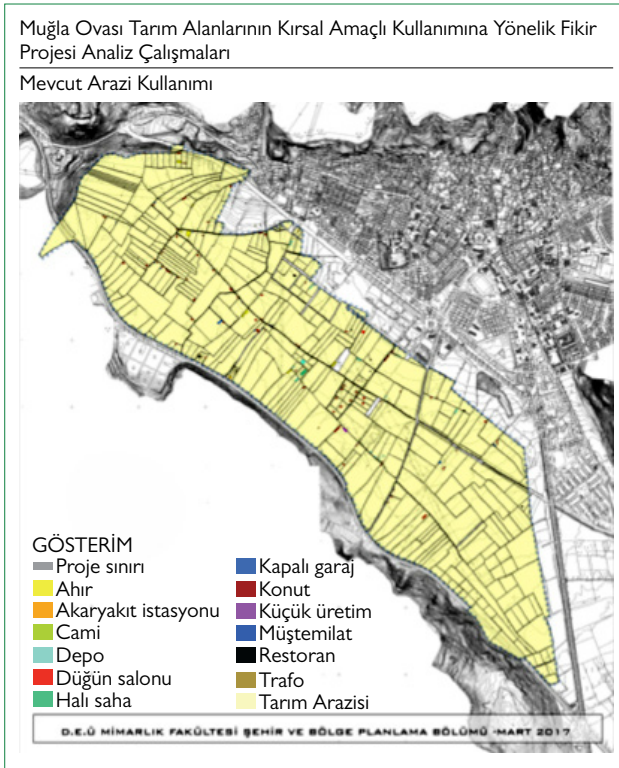 Muğla Ovası Tarım Alanlarının Kırsal Amaçlı Kullanımına Yönelik Fikir
Projesi Analiz Çalışmaları
Mevcut Arazi Kullanımı
GÖSTERİM
Proje sınırı
Ahır
Akaryakıt istasyonu
Cami
Depo
Düğün salonu
Halı saha
Kapalı garaj
Konut
Küçük üretim
Müştemilat
Restoran
Trafo
Tarım Arazisi
D.E.Ü MİMARLIK FAKÜLTESİ ŞEHİR VE BÖLGE PLANLAMA BÖLÜMÜ -MART 2017